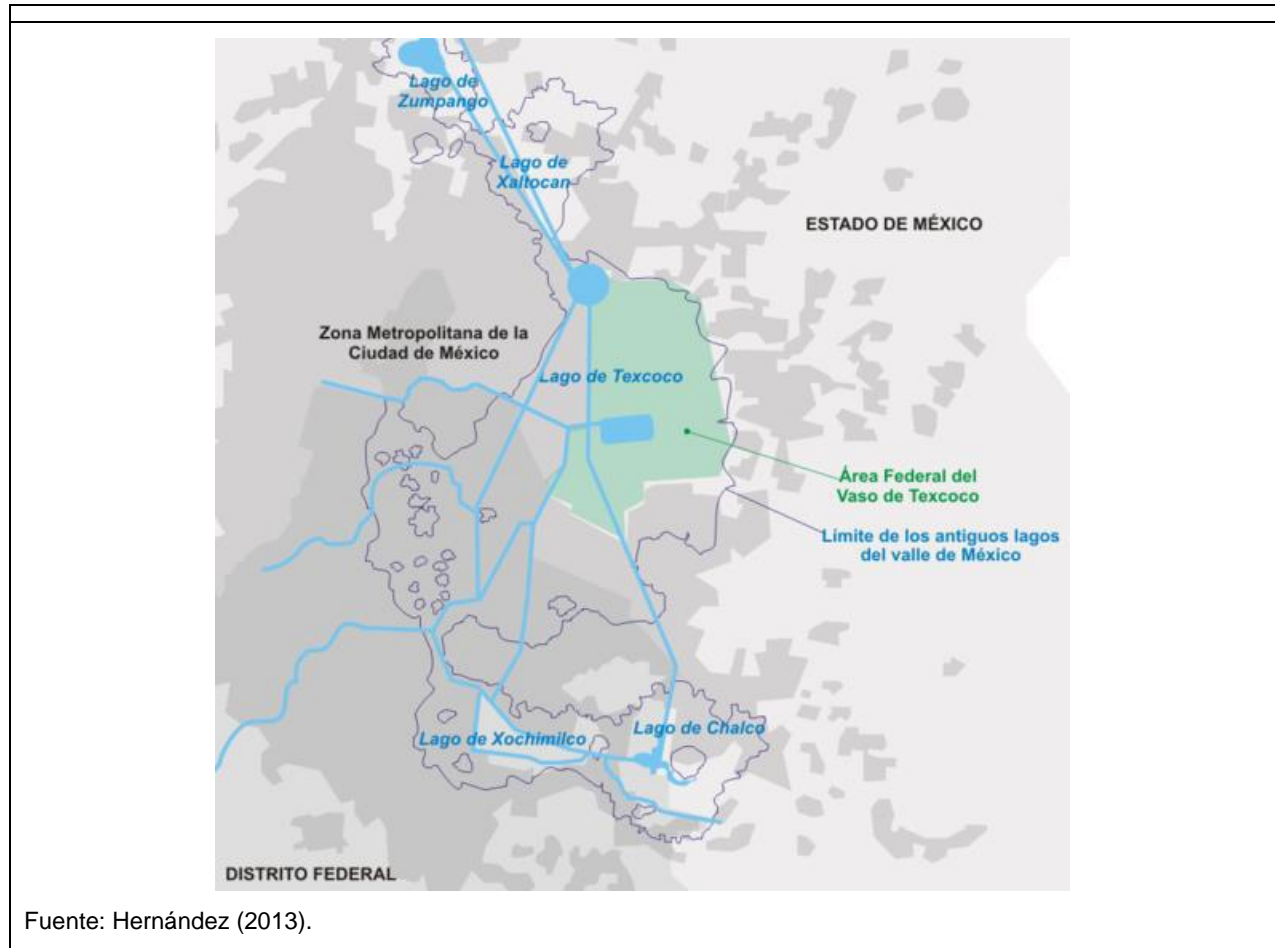 Lago de
Zumpango
Lago de
Xaltocan
ESTADO DE MÉXICO
Zona Metropolitana de la
Ciudad de México
Lago de Texcoco
Área Federal del
Vaso de Texcoco
Límite de los antiguos lagos
del valle de México
Lago de Xochimilco
Lago de Chalco
DISTRITO FEDERAL
Fuente: Hernández (2013).